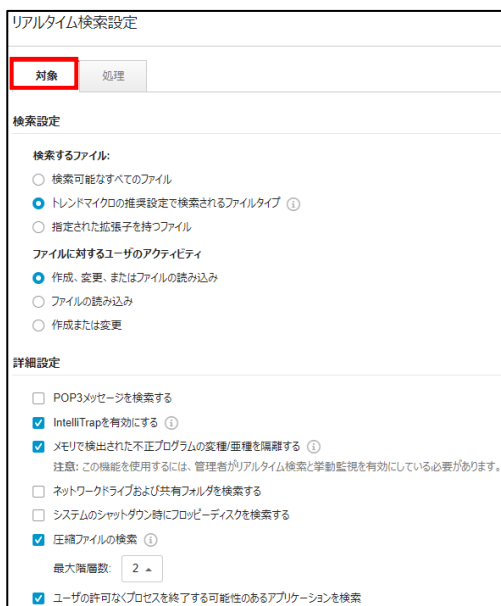 リアルタイム検索設定
対象 処理
検索設定
検索するファイル:
検索可能なすべてのファイル
トレンドマイクロの推奨設定で検索されるファイルタイプ
指定された拡張子を持つファイル
ファイルに対するユーザのアクティビティ
作成、変更、またはファイルの読み込み
ファイルの読み込み
作成または変更
詳細設定
POP3メッセージを検索する
IntelliTrapを有効にする
メモリで検出された不正プログラムの変種/亜種を隔離する
注意: この機能を使用するには、管理者がリアルタイム検索と挙動監視を有効にしている必要があります。
ネットワークドライブおよび共有フォルダを検索する
システムのシャットダウン時にフロッピーディスクを検索する
圧縮ファイルの検索
最大階層数: 2
ユーザの許可なくプロセスを終了する可能性のあるアプリケーションを検索